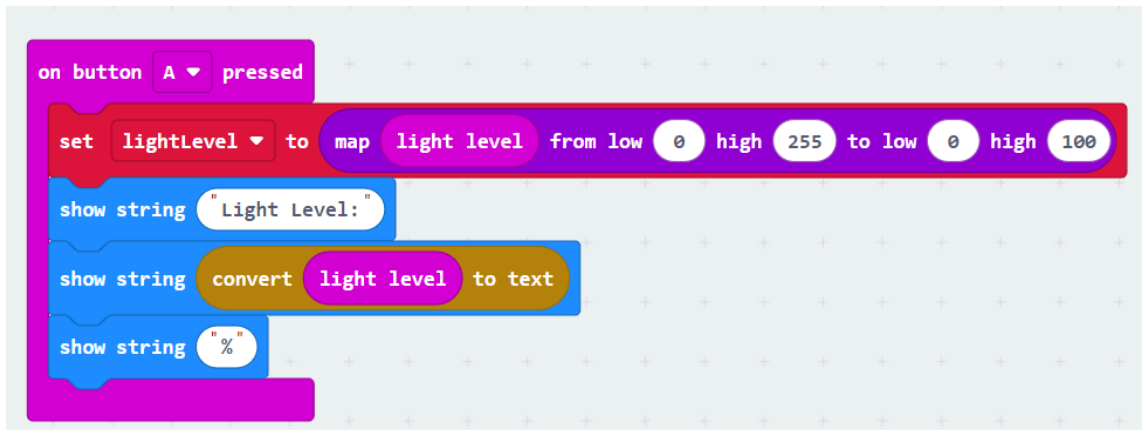 on button A pressed
set lightLevel to map light level from low 0 high 255 to low 0 high 100
show string "Light Level:"
show string convert light level to text
show string "%"